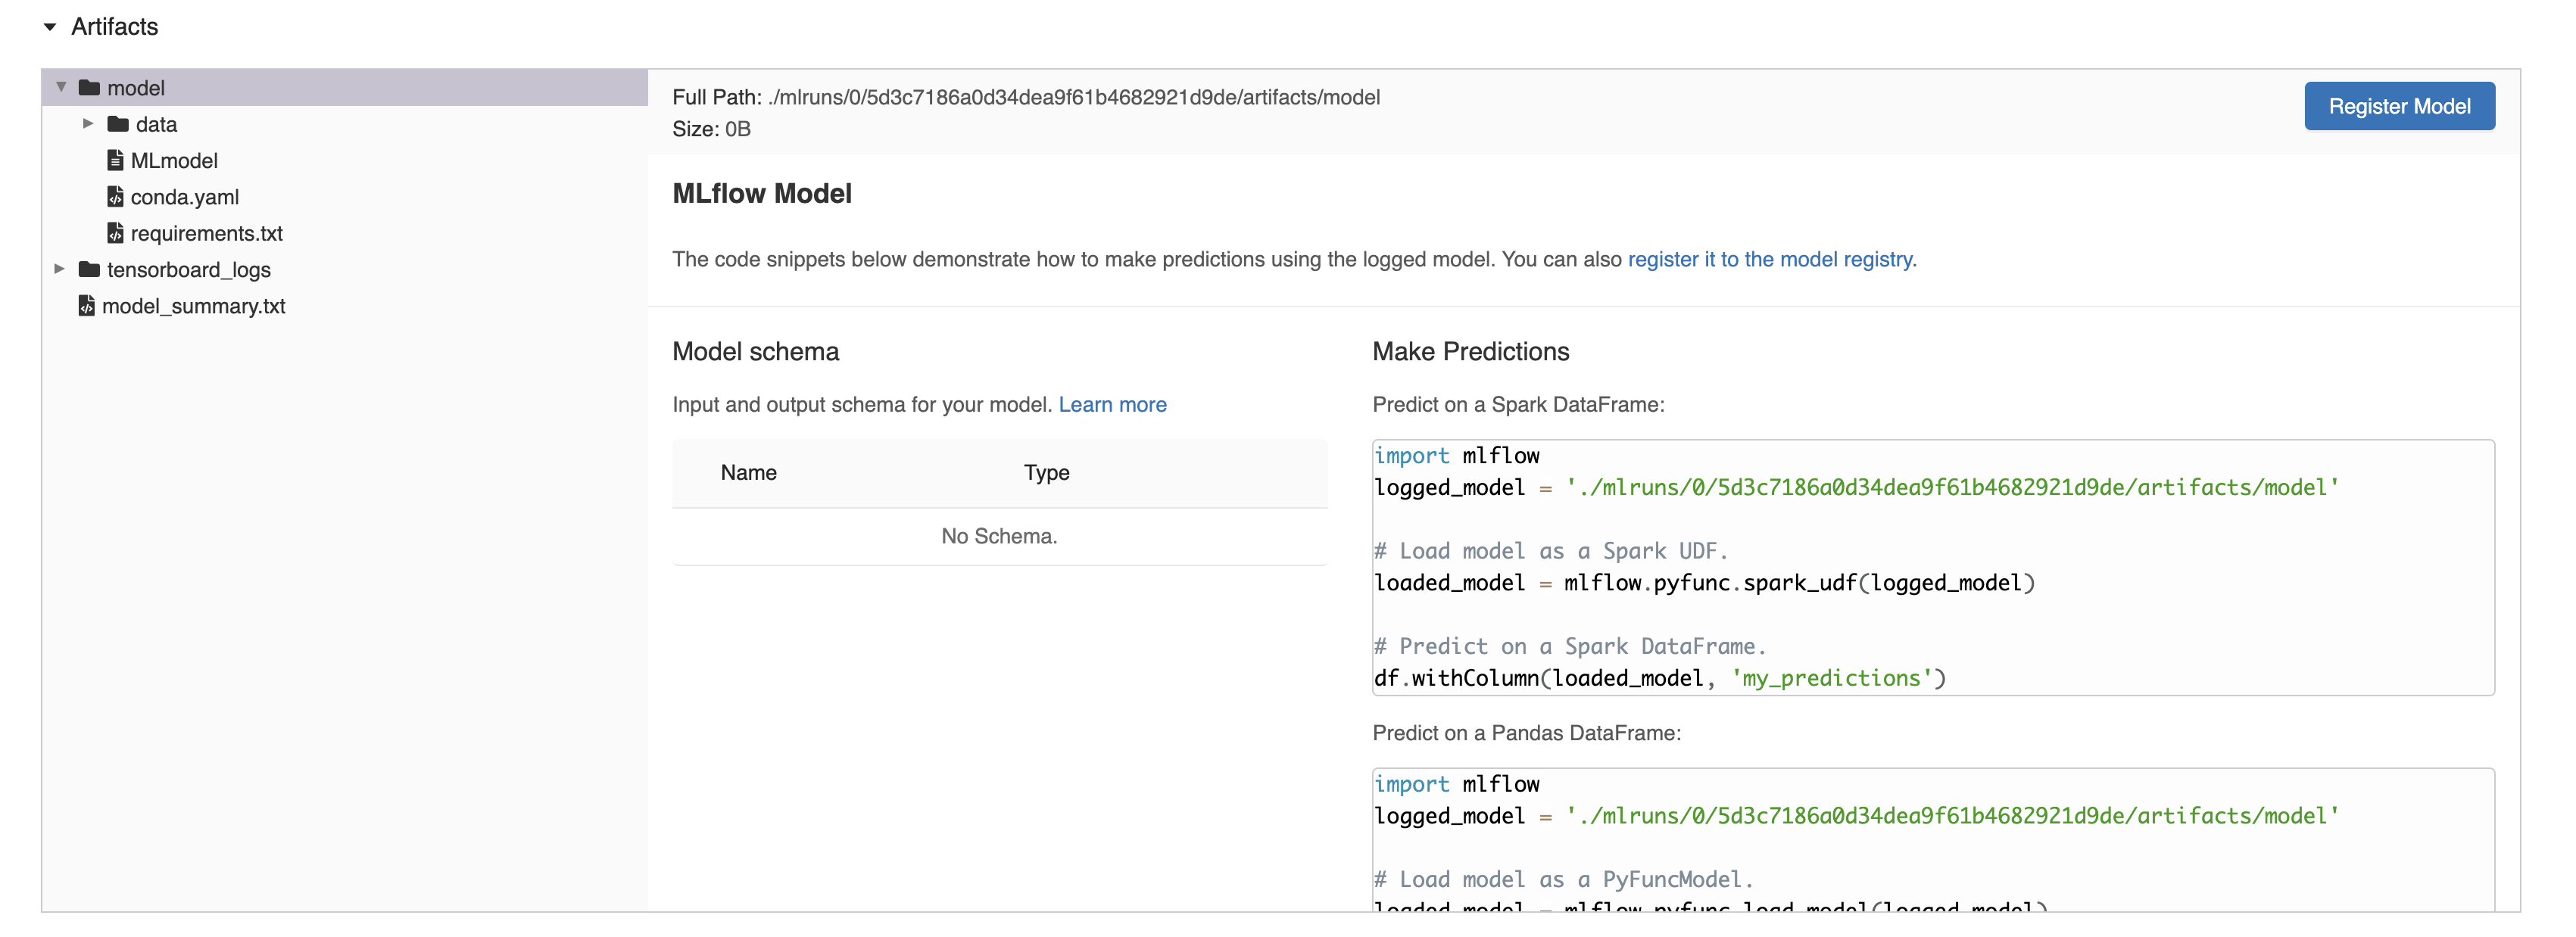 Artifacts
model
data
MLmodel
conda.yaml
requirements.txt
tensorboard_logs
model_summary.txt
Full Path: ./mlruns/0/5d3c7186a0d34dea9f61b4682921d9de/artifacts/model
Size: 0B
Register Model
MLflow Model
The code snippets below demonstrate how to make predictions using the logged model. You can also register it to the model registry.
Model schema
Input and output schema for your model. Learn more
Name Type
No Schema.
Make Predictions
Predict on a Spark DataFrame:
import mlflow
logged_model = './mlruns/0/5d3c7186a0d34dea9f61b4682921d9de/artifacts/model'
# Load model as a Spark UDF.
loaded_model = mlflow.pyfunc.spark_udf(logged_model)
# Predict on a Spark DataFrame.
df.withColumn(loaded_model, 'my_predictions')
Predict on a Pandas DataFrame:
import mlflow
logged_model = './mlruns/0/5d3c7186a0d34dea9f61b4682921d9de/artifacts/model'
# Load model as a PyFuncModel.
loaded_model = mlflow.pyfunc.load_model(logged_model)